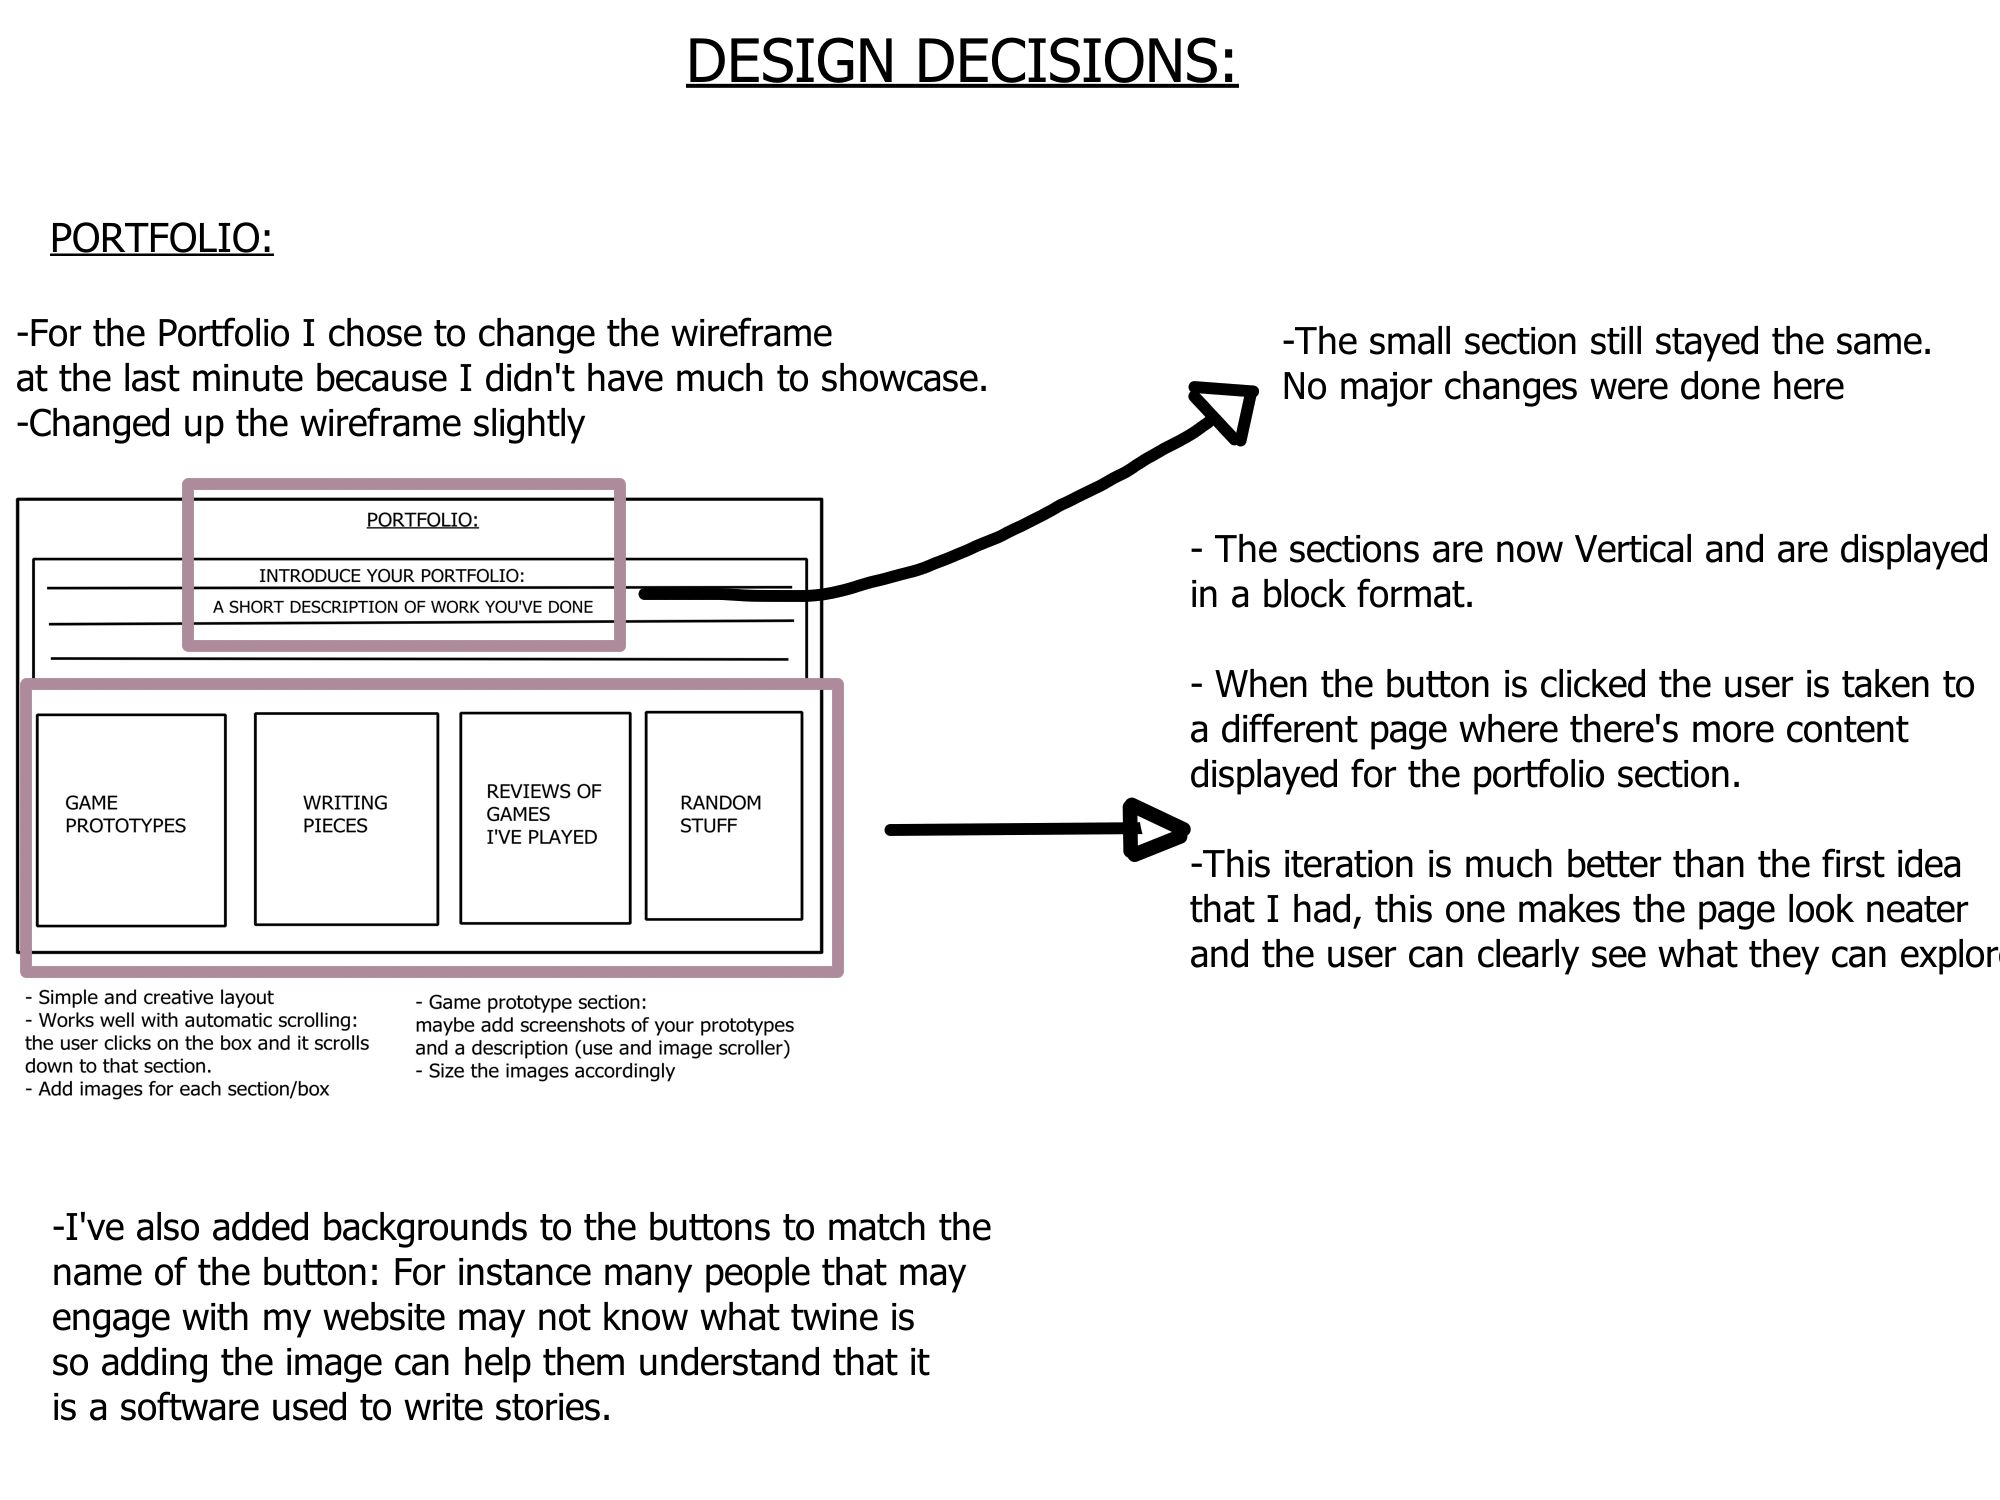 DESIGN DECISIONS:
PORTFOLIO:
-For the Portfolio I chose to change the wireframe
at the last minute because I didn't have much to showcase.
-Changed up the wireframe slightly
PORTFOLIO:
INTRODUCE YOUR PORTFOLIO:
A SHORT DESCRIPTION OF WORK YOU'VE DONE
GAME
PROTOTYPES
WRITING
PIECES
REVIEWS OF
GAMES
I'VE PLAYED
RANDOM
STUFF
- Simple and creative layout
- Works well with automatic scrolling:
the user clicks on the box and it scrolls
down to that section.
- Add images for each section/box
- Game prototype section:
maybe add screenshots of your prototypes
and a description (use and image scroller)
- Size the images accordingly
-The small section still stayed the same.
No major changes were done here
- The sections are now Vertical and are displayed
in a block format.
- When the button is clicked the user is taken to
a different page where there's more content
displayed for the portfolio section.
-This iteration is much better than the first idea
that I had, this one makes the page look neater
and the user can clearly see what they can explor
-I've also added backgrounds to the buttons to match the
name of the button: For instance many people that may
engage with my website may not know what twine is
so adding the image can help them understand that it
is a software used to write stories.